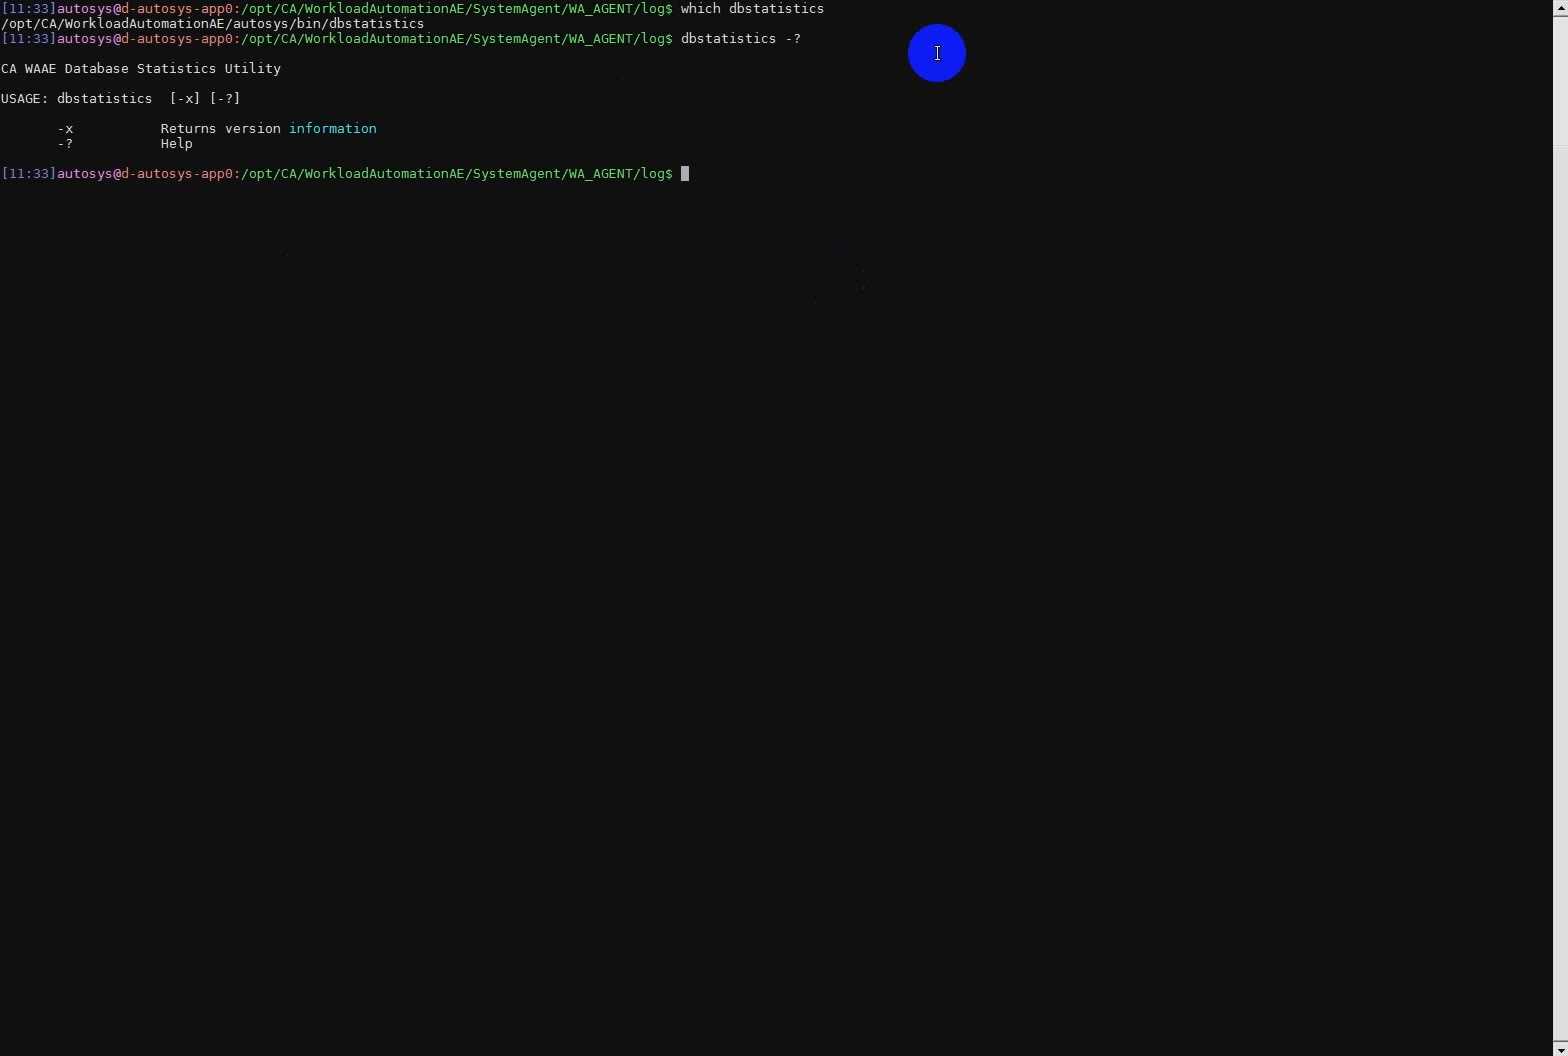 [11:33]autosys@d-autosys-app0:/opt/CA/WorkloadAutomationAE/SystemAgent/WA_AGENT/log$ which dbstatistics
/opt/CA/WorkloadAutomationAE/autosys/bin/dbstatistics
[11:33]autosys@d-autosys-app0:/opt/CA/WorkloadAutomationAE/SystemAgent/WA_AGENT/log$ dbstatistics -?
CA WAAE Database Statistics Utility
USAGE: dbstatistics  [-x] [-?]
-x           Returns version information
-?           Help
[11:33]autosys@d-autosys-app0:/opt/CA/WorkloadAutomationAE/SystemAgent/WA_AGENT/log$